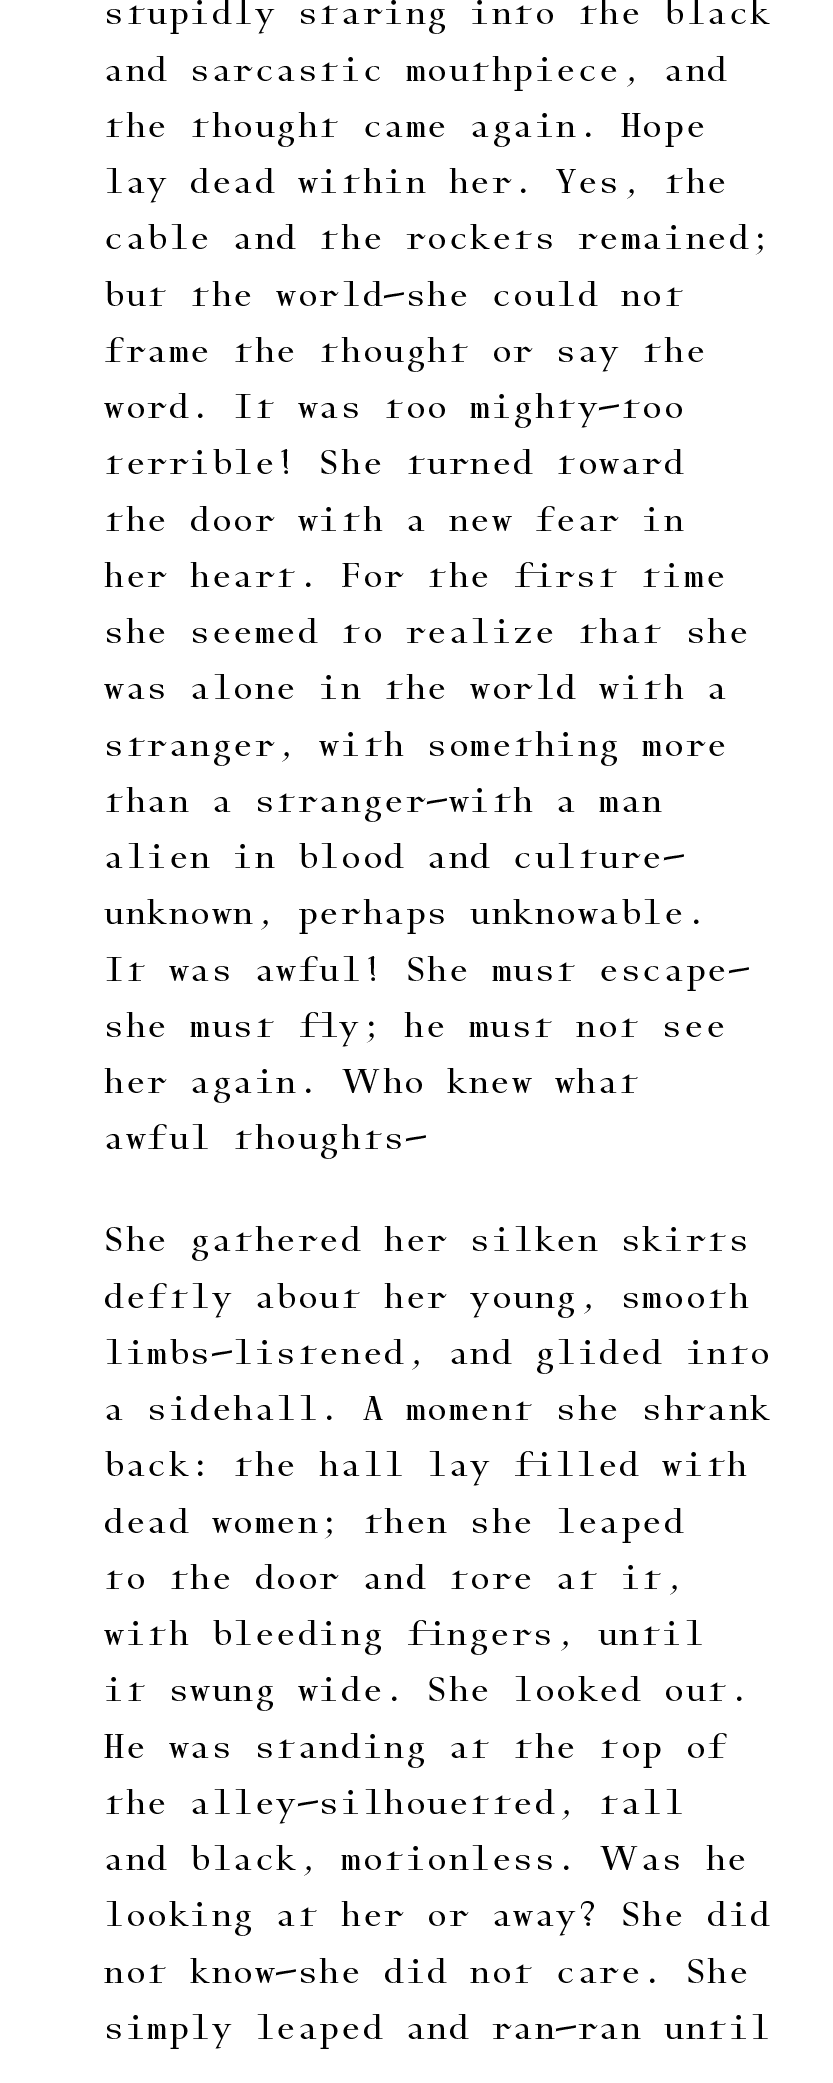 stupidly staring into the black
and sarcastic mouthpiece, and
the thought came again. Hope
lay dead within her. Yes, the
cable and the rockets remained;
but the world—she could not
frame the thought or say the
word. It was too mighty—too
terrible! She turned toward
the door with a new fear in
her heart. For the first time
she seemed to realize that she
was alone in the world with a
stranger, with something more
than a stranger—with a man
alien in blood and culture—
unknown, perhaps unknowable.
It was awful! She must escape—
she must fly; he must not see
her again. Who knew what
awful thoughts—
She gathered her silken skirts
deftly about her young, smooth
limbs—listened, and glided into
a sidehall. A moment she shrank
back: the hall lay filled with
dead women; then she leaped
to the door and tore at it,
with bleeding fingers, until
it swung wide. She looked out.
He was standing at the top of
the alley—silhouetted, tall
and black, motionless. Was he
looking at her or away? She did
not know—she did not care. She
simply leaped and ran—ran until